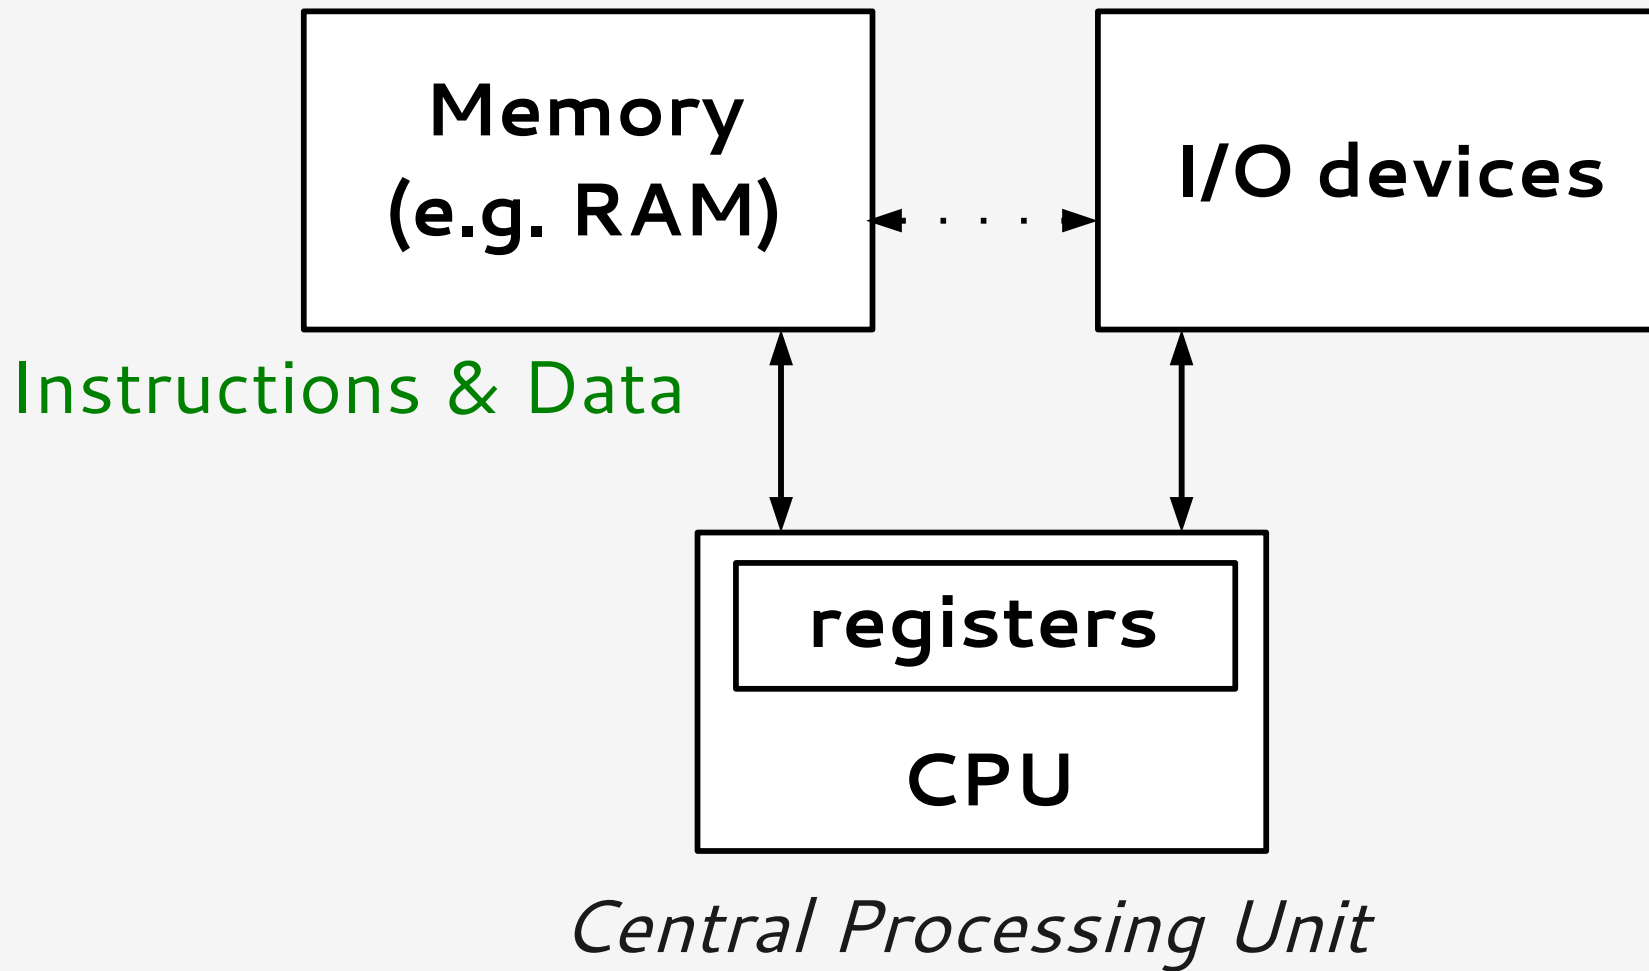 Memory
(e.g. RAM)
I/O devices
Instructions & Data
registers
CPU
Central Processing Unit